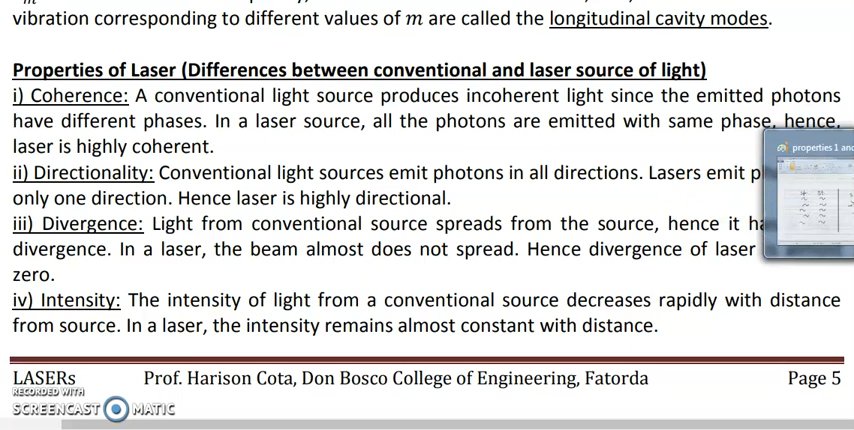 vibration corresponding to different values of m are called the longitudinal cavity modes.
Properties of Laser (Differences between conventional and laser source of light)
i) Coherence: A conventional light source produces incoherent light since the emitted photons
have different phases. In a laser source, all the photons are emitted with same phase, hence,
laser is highly coherent.
properties 1 and
ii) Directionality: Conventional light sources emit photons in all directions. Lasers emit p
only one direction. Hence laser is highly directional.
iii) Divergence: Light from conventional source spreads from the source, hence it ha
divergence. In a laser, the beam almost does not spread. Hence divergence of laser
zero.
iv) Intensity: The intensity of light from a conventional source decreases rapidly with distance
from source. In a laser, the intensity remains almost constant with distance.
LASERs Prof. Harison Cota, Don Bosco College of Engineering, Fatorda Page 5
RECORDED WITH
SCREENCAST MATIC